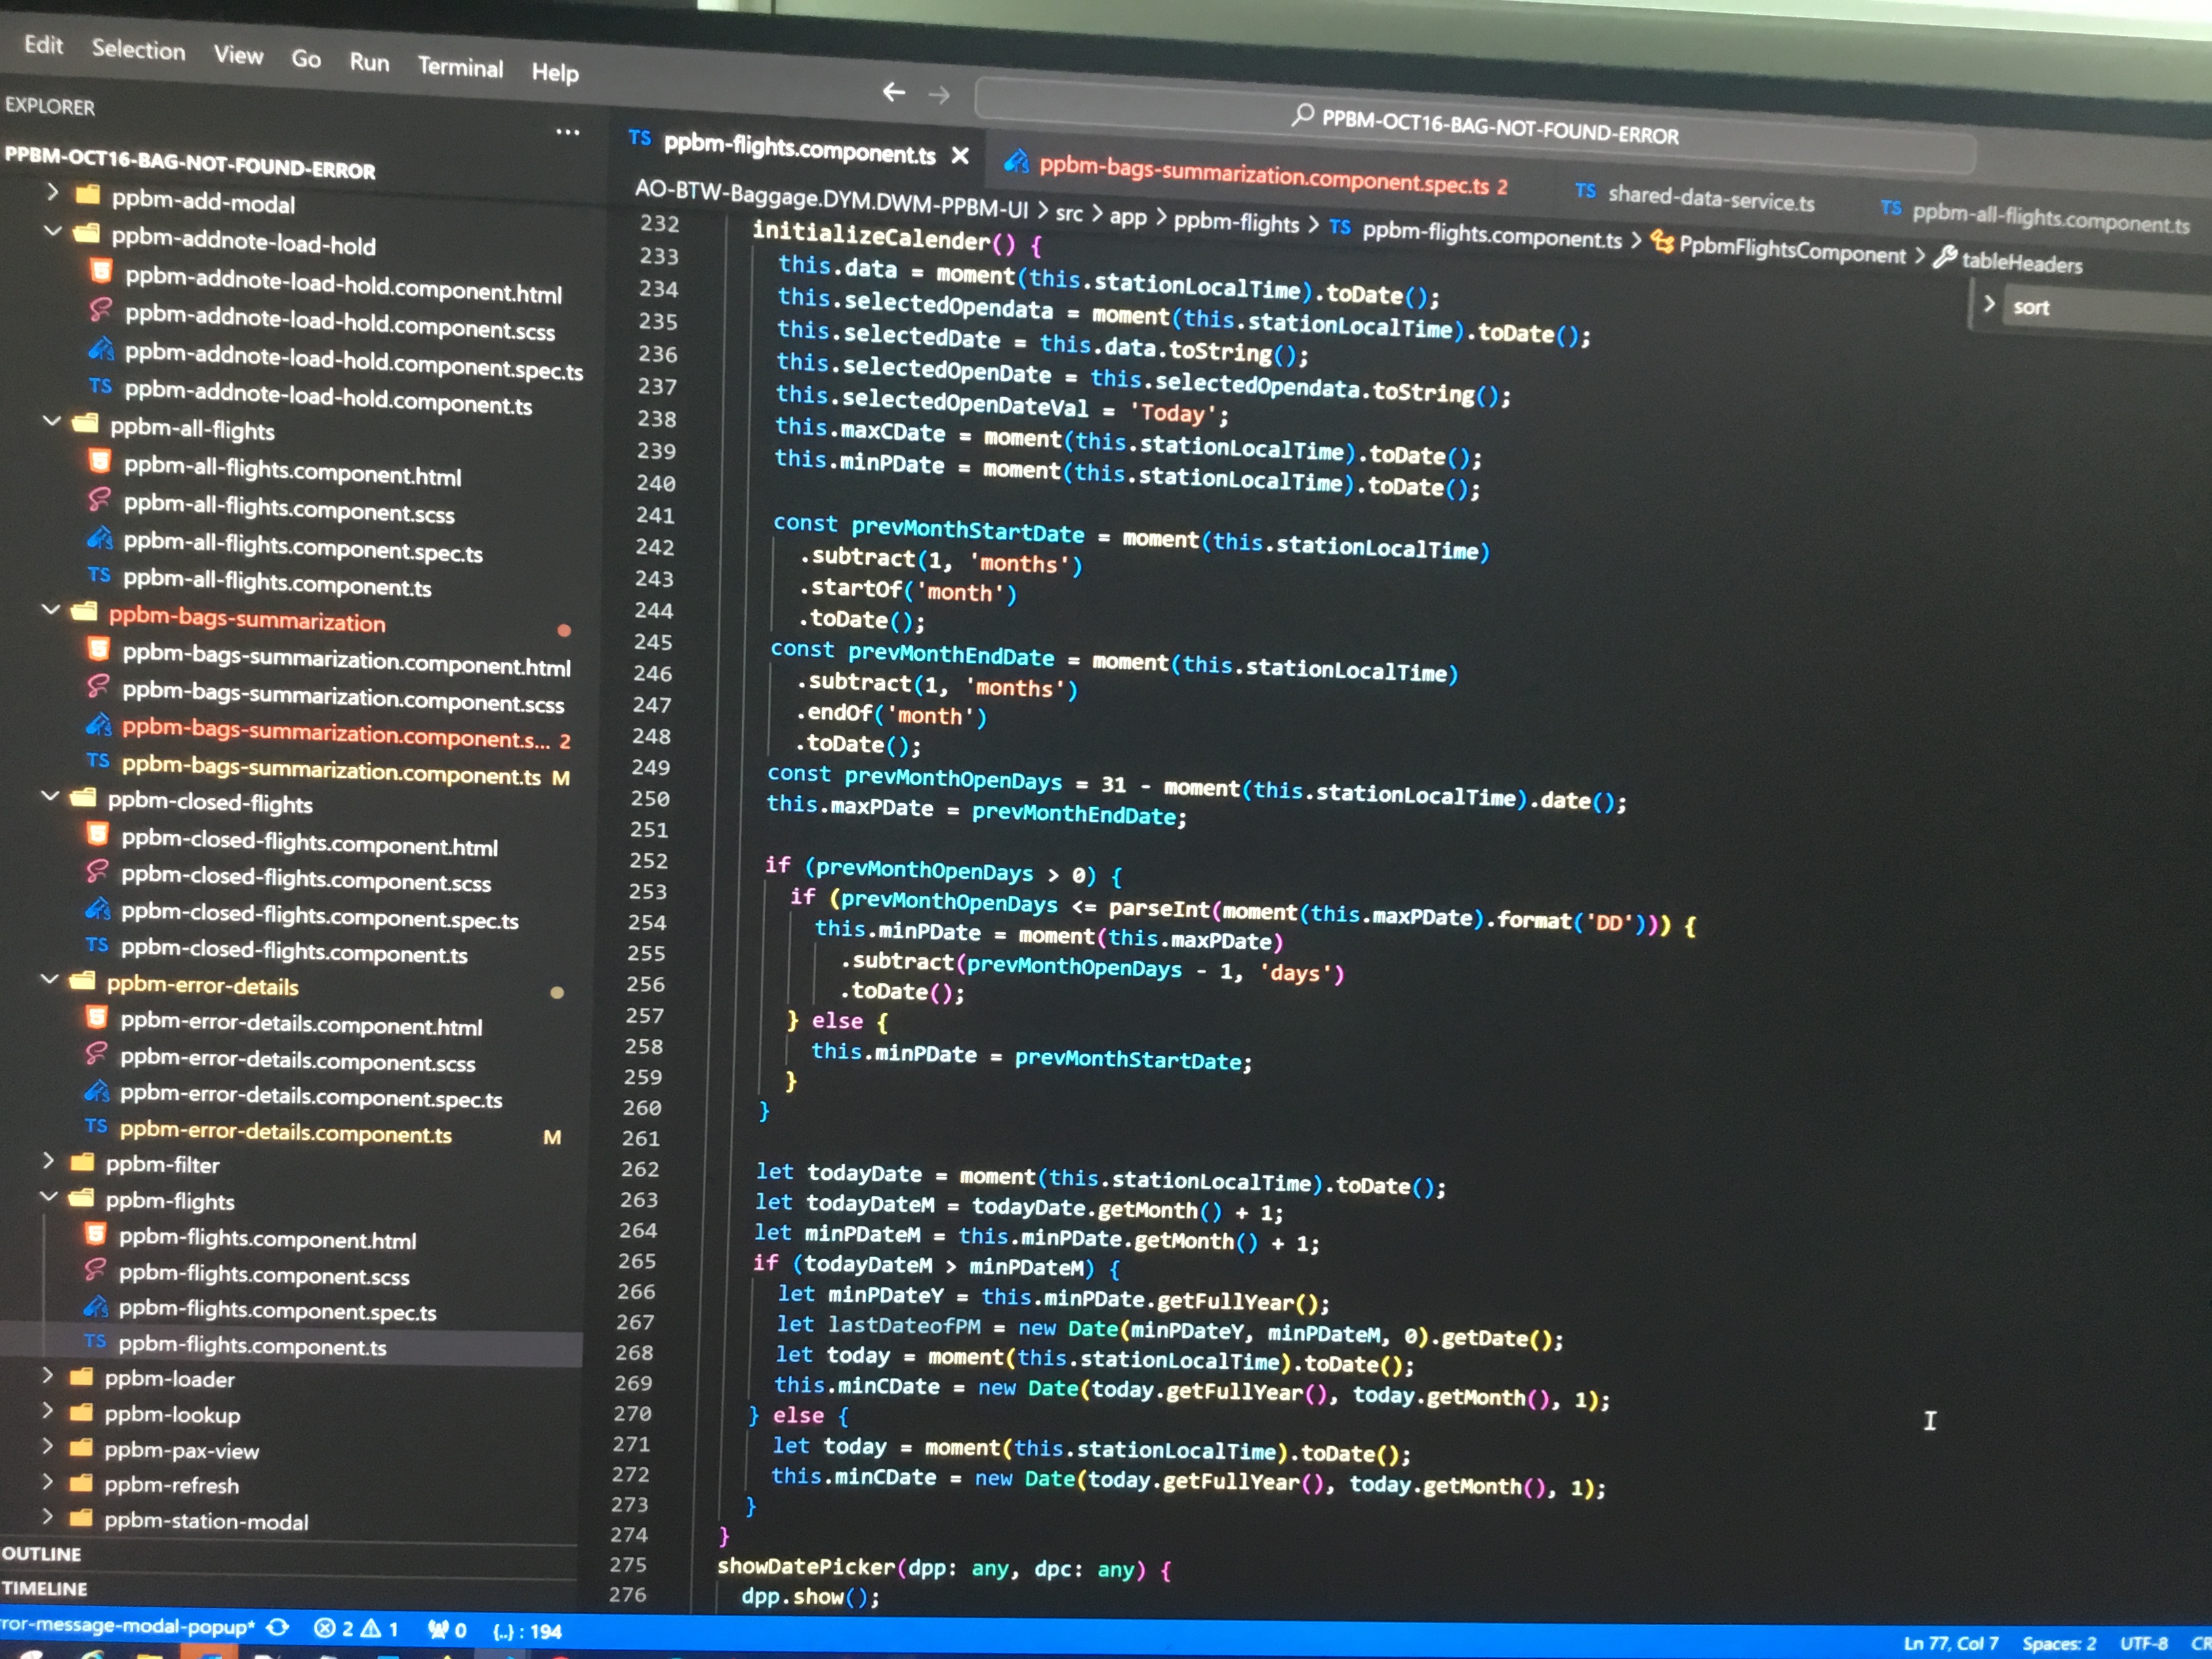 Edit Selection View Go Run Terminal Help
PPBM-OCT16-BAG-NOT-FOUND-ERROR
EXPLORER
PPBM-OCT16-BAG-NOT-FOUND-ERROR
ppbm-add-modal
ppbm-addnote-load-hold
ppbm-addnote-load-hold.component.html
ppbm-addnote-load-hold.component.scss
ppbm-addnote-load-hold.component.spec.ts
TS ppbm-addnote-load-hold.component.ts
ppbm-all-flights
ppbm-all-flights.component.html
ppbm-all-flights.component.scss
ppbm-all-flights.component.spec.ts
TS ppbm-all-flights.component.ts
ppbm-bags-summarization
ppbm-bags-summarization.component.html
ppbm-bags-summarization.component.scss
ppbm-bags-summarization.component.s... 2
TS ppbm-bags-summarization.component.ts M
ppbm-closed-flights
ppbm-closed-flights.component.html
ppbm-closed-flights.component.scss
ppbm-closed-flights.component.spec.ts
TS ppbm-closed-flights.component.ts
ppbm-error-details
ppbm-error-details.component.html
ppbm-error-details.component.scss
ppbm-error-details.component.spec.ts
TS ppbm-error-details.component.ts M
ppbm-filter
ppbm-flights
ppbm-flights.component.html
ppbm-flights.component.scss
ppbm-flights.component.spec.ts
TS ppbm-flights.component.ts
ppbm-loader
ppbm-lookup
ppbm-pax-view
ppbm-refresh
ppbm-station-modal
OUTLINE
TIMELINE
TS ppbm-flights.component.ts ppbm-bags-summarization.component.spec.ts 2 TS shared-data-service.ts TS ppbm-all-flights.component.ts
AO-BTW-Baggage.DYM.DWM-PPBM-UI > src > app > ppbm-flights > TS ppbm-flights.component.ts > PpbmFlightsComponent > tableHeaders
sort
232 initializeCalender() {
233 this.data = moment(this.stationLocalTime).toDate();
234 this.selectedOpendata = moment(this.stationLocalTime).toDate();
235 this.selectedDate = this.data.toString();
236 this.selectedOpenDate = this.selectedOpendata.toString();
237 this.selectedOpenDateVal = 'Today';
238 this.maxCDate = moment(this.stationLocalTime).toDate();
239 this.minPDate = moment(this.stationLocalTime).toDate();
240
241 const prevMonthStartDate = moment(this.stationLocalTime)
242 .subtract(1, 'months')
243 .startOf('month')
244 .toDate();
245 const prevMonthEndDate = moment(this.stationLocalTime)
246 .subtract(1, 'months')
247 .endOf('month')
248 .toDate();
249 const prevMonthOpenDays = 31 - moment(this.stationLocalTime).date();
250 this.maxPDate = prevMonthEndDate;
251
252 if (prevMonthOpenDays > 0) {
253 if (prevMonthOpenDays <= parseInt(moment(this.maxPDate).format('DD'))) {
254 this.minPDate = moment(this.maxPDate)
255 .subtract(prevMonthOpenDays - 1, 'days')
256 .toDate();
257 } else {
258 this.minPDate = prevMonthStartDate;
259 }
260 }
261
262 let todayDate = moment(this.stationLocalTime).toDate();
263 let todayDateM = todayDate.getMonth() + 1;
264 let minPDateM = this.minPDate.getMonth() + 1;
265 if (todayDateM > minPDateM) {
266 let minPDateY = this.minPDate.getFullYear();
267 let lastDateofPM = new Date(minPDateY, minPDateM, 0).getDate();
268 let today = moment(this.stationLocalTime).toDate();
269 this.minCDate = new Date(today.getFullYear(), today.getMonth(), 1);
270 } else {
271 let today = moment(this.stationLocalTime).toDate();
272 this.minCDate = new Date(today.getFullYear(), today.getMonth(), 1);
273 }
274 }
275 showDatePicker(dpp: any, dpc: any) {
276 dpp.show();
ror-message-modal-popup* 2 1 0 {..} : 194 Ln 77, Col 7 Spaces: 2 UTF-8 CR